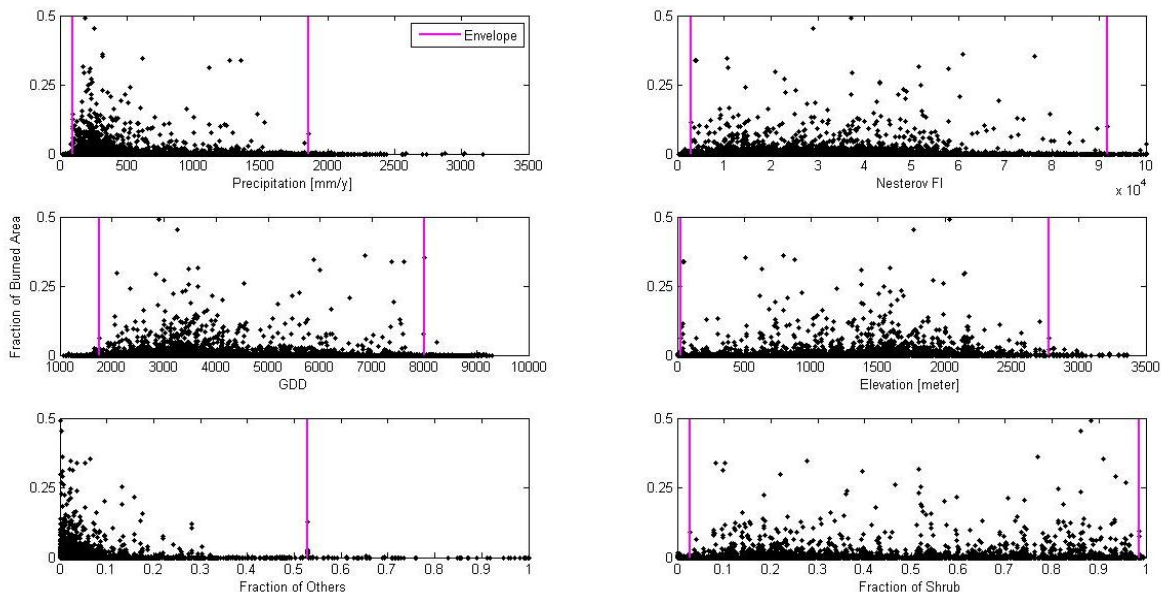 0.5
0.25
0
0 500 1000 1500 2000 2500 3000 3500
Precipitation [mm/y]
Envelope
0.5
0.25
0
0 1 2 3 4 5 6 7 8 9 10
Nesterov FI
x 10^4
Fraction of Burned Area
0.5
0.25
0
1000 2000 3000 4000 5000 6000 7000 8000 9000 10000
GDD
0.5
0.25
0
0 500 1000 1500 2000 2500 3000 3500
Elevation [meter]
0.5
0.25
0
0 0.1 0.2 0.3 0.4 0.5 0.6 0.7 0.8 0.9 1
Fraction of Others
0.5
0.25
0
0 0.1 0.2 0.3 0.4 0.5 0.6 0.7 0.8 0.9 1
Fraction of Shrub